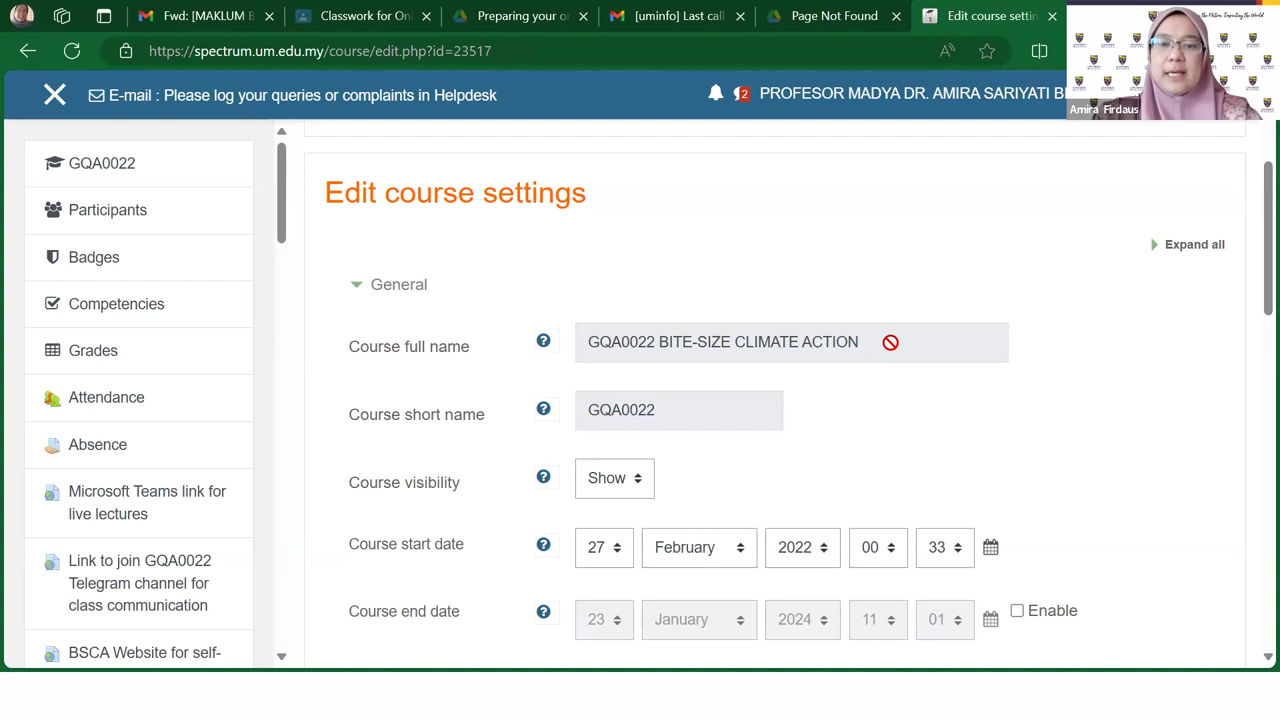 Fwd: [MAKLUM B
Classwork for Onl
Preparing your o
[uminfo] Last call
Page Not Found
Edit course settin
https://spectrum.um.edu.my/course/edit.php?id=23517
E-mail : Please log your queries or complaints in Helpdesk
2
PROFESOR MADYA DR. AMIRA SARIYATI BI
Amira Firdaus
GQA0022
Participants
Badges
Competencies
Grades
Attendance
Absence
Microsoft Teams link for
live lectures
Link to join GQA0022
Telegram channel for
class communication
BSCA Website for self-
Edit course settings
Expand all
General
Course full name
GQA0022 BITE-SIZE CLIMATE ACTION
Course short name
GQA0022
Course visibility
Show
Course start date
27 February 2022 00 33
Course end date
23 January 2024 11 01 Enable